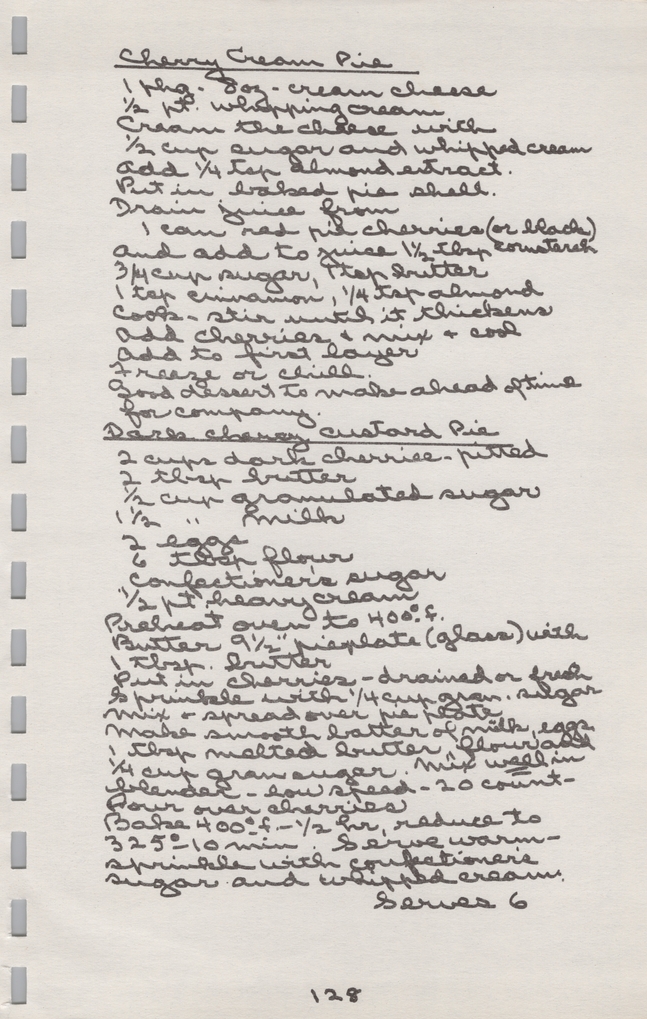 Cherry Cream Pie
1 phg. 8oz - cream cheese
1/2 pt. whipping cream
Cream the cheese with
1/2 cup sugar and whipped cream
add 1/4 tsp almond extract.
Put in baked pie shell.
Drain juice from
1 can red pie cherries (or black)
and add to juice 1 1/2 tbsp cornstarch
3/4 cup sugar, 1 tsp butter
1 tsp cinnamon, 1/4 tsp almond
Cook - stir until it thickens
add cherries + mix + cool
add to first layer
Freeze or chill.
Good dessert to make ahead of time
for company.
Dark cherry custard Pie
2 cups dark cherries - pitted
2 tbsp butter
1/2 cup granulated sugar
1 1/2 " milk
2 eggs
6 tbsp flour
Confectioner's sugar
1/2 pt heavy cream
Preheat oven to 400° f.
Butter 9 1/2" pie plate (glass) with
1 tbsp. butter
Put in cherries - drained or fresh
Sprinkle with 1/4 cup gran. sugar
mix + spread over pie plate
Make smooth batter of milk, eggs
1 tbsp melted butter, flour and
1/4 cup gran sugar. Mix well in
blender - low speed - 20 count -
Pour over cherries
Bake 400° f. - 1/2 hr, reduce to
325° - 10 min. Serve warm -
sprinkle with confectioners
sugar and whipped cream.
Serves 6
128